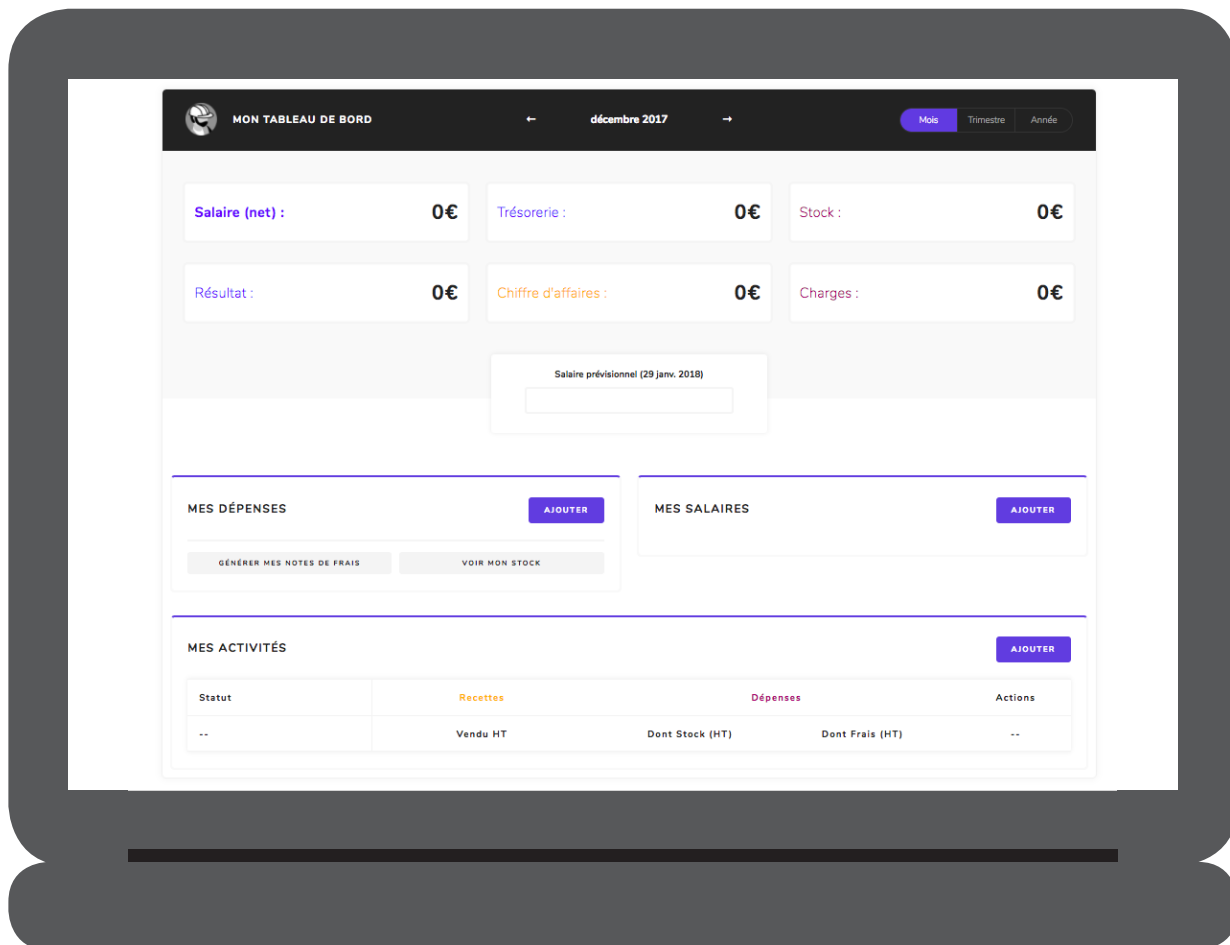 MON TABLEAU DE BORD ← décembre 2017 → Mois Trimestre Année
Salaire (net) : 0€ Trésorerie : 0€ Stock : 0€
Résultat : 0€ Chiffre d'affaires : 0€ Charges : 0€
Salaire prévisionnel (29 janv. 2018)
MES DÉPENSES AJOUTER
GÉNÉRER MES NOTES DE FRAIS VOIR MON STOCK
MES SALAIRES AJOUTER
MES ACTIVITÉS AJOUTER
Statut Recettes Dépenses Actions
-- Vendu HT Dont Stock (HT) Dont Frais (HT) --